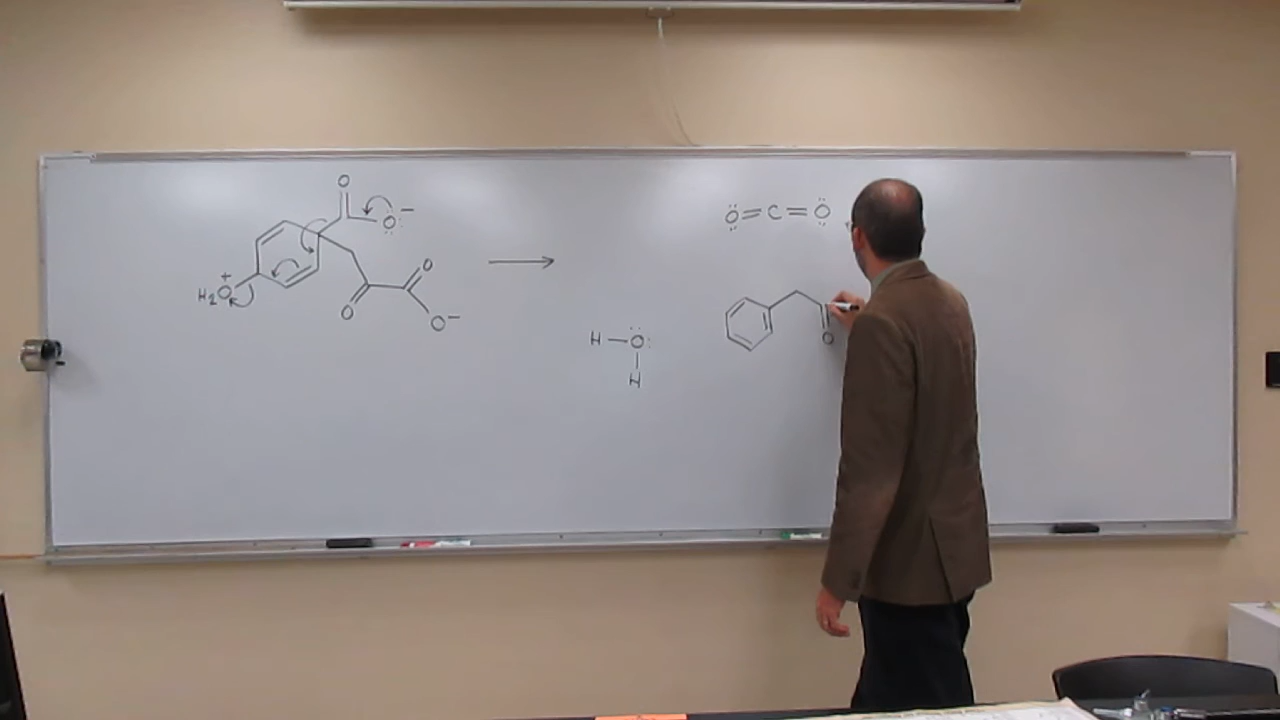 O
O −
+
H2O
O
O
O −
H — O
H
O = C = O
O